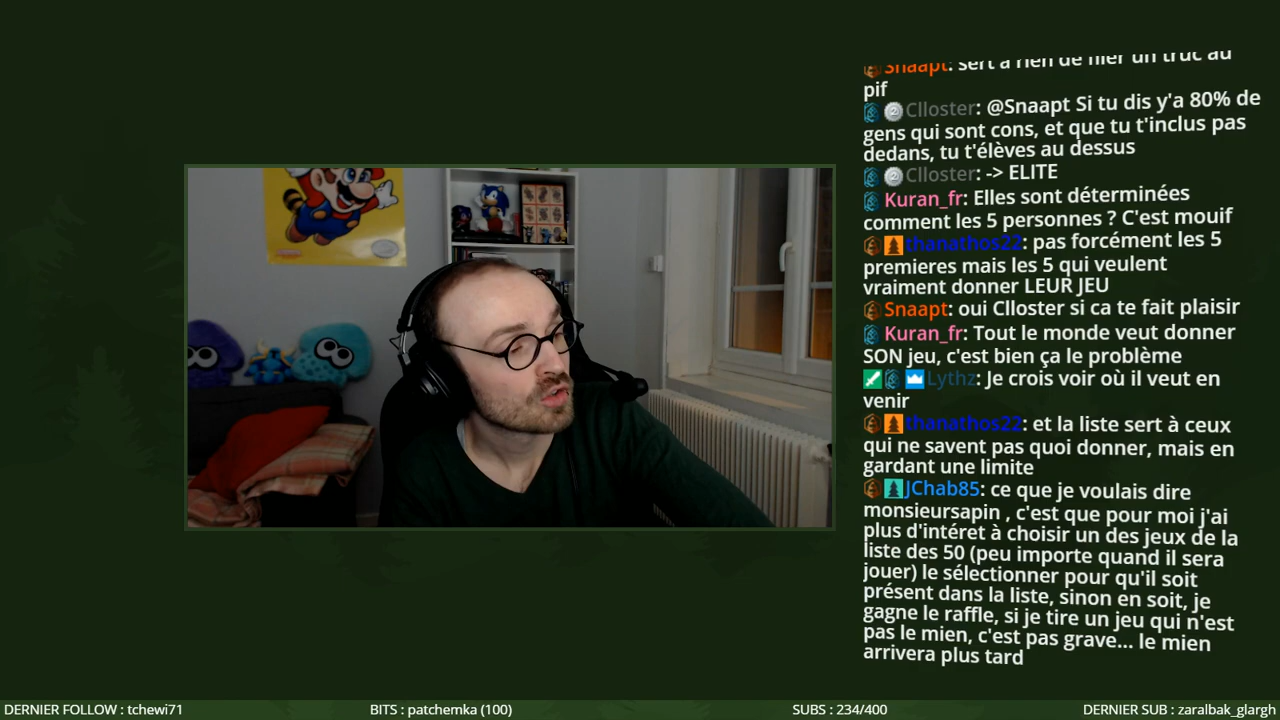 Snaapt: sert à rien de filer un truc au
pif
Clloster: @Snaapt Si tu dis y'a 80% de
gens qui sont cons, et que tu t'inclus pas
dedans, tu t'élèves au dessus
Clloster: -> ELITE
Kuran_fr: Elles sont déterminées
comment les 5 personnes ? C'est mouif
thanathos22: pas forcément les 5
premieres mais les 5 qui veulent
vraiment donner LEUR JEU
Snaapt: oui Clloster si ca te fait plaisir
Kuran_fr: Tout le monde veut donner
SON jeu, c'est bien ça le problème
Lythz: Je crois voir où il veut en
venir
thanathos22: et la liste sert à ceux
qui ne savent pas quoi donner, mais en
gardant une limite
JChab85: ce que je voulais dire
monsieursapin , c'est que pour moi j'ai
plus d'intéret à choisir un des jeux de la
liste des 50 (peu importe quand il sera
jouer) le sélectionner pour qu'il soit
présent dans la liste, sinon en soit, je
gagne le raffle, si je tire un jeu qui n'est
pas le mien, c'est pas grave... le mien
arrivera plus tard
DERNIER FOLLOW : tchewi71
BITS : patchemka (100)
SUBS : 234/400
DERNIER SUB : zaralbak_glargh